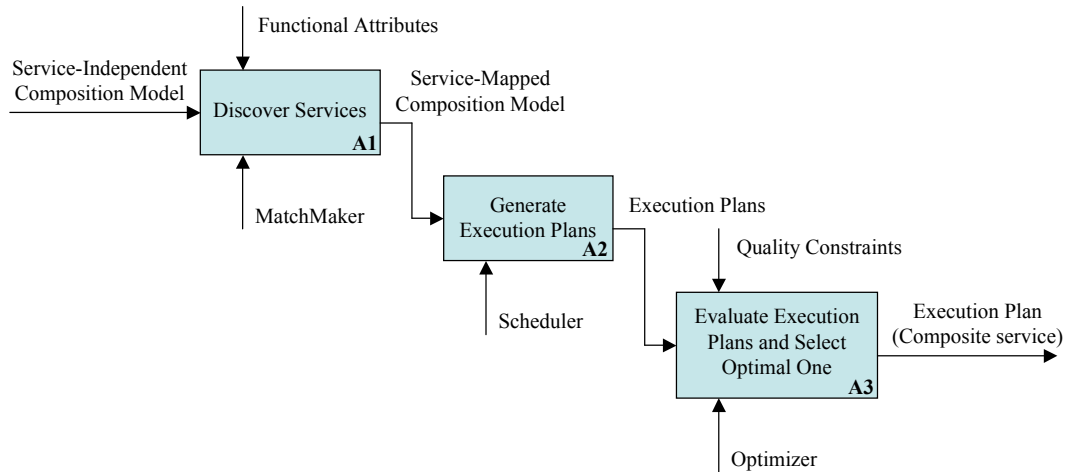 Functional Attributes
Service-Independent
Composition Model
Discover Services
A1
Service-Mapped
Composition Model
MatchMaker
Generate
Execution Plans
A2
Execution Plans
Scheduler
Quality Constraints
Evaluate Execution
Plans and Select
Optimal One
A3
Execution Plan
(Composite service)
Optimizer